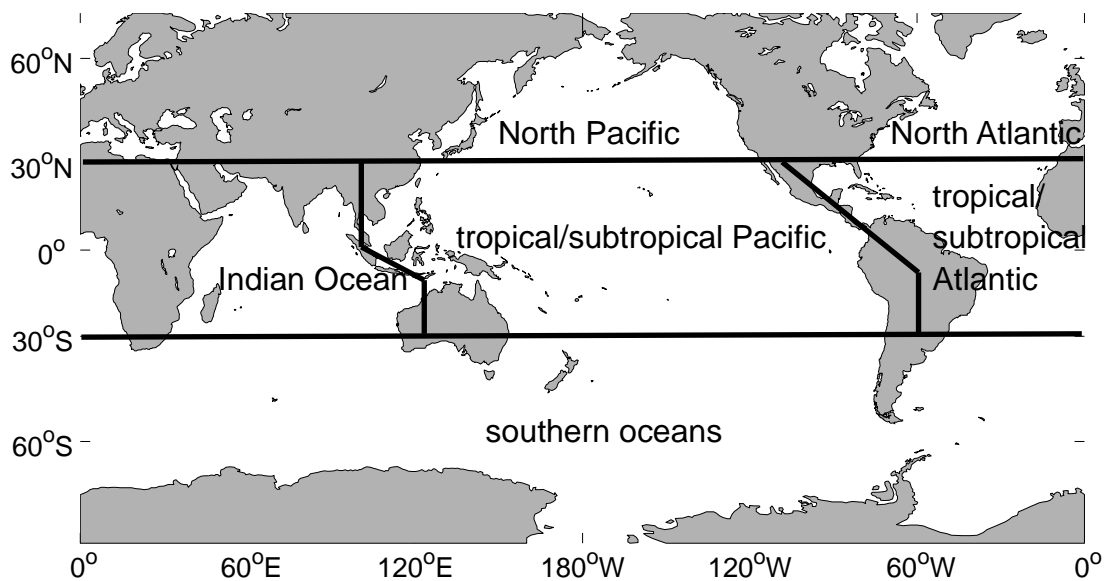 60°N
North Pacific
North Atlantic
30°N
tropical/
subtropical
Atlantic
tropical/subtropical Pacific
0°
Indian Ocean
30°S
southern oceans
60°S
0°
60°E
120°E
180°W
120°W
60°W
0°